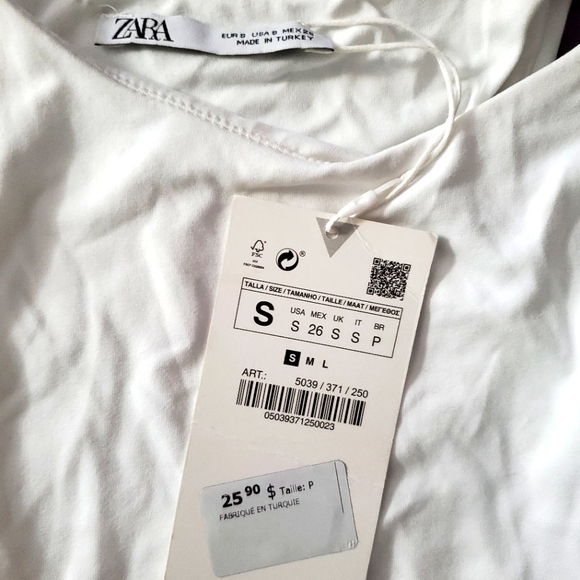 ZARA
EUR S USA S MEX 26
MADE IN TURKEY
FSC
®
TALLA / SIZE / TAMANHO / TAILLE / MAAT / ΜΕΓΕΘΟΣ
S
USA MEX UK IT BR
S 26 S S P
S M L
ART.: 5039 / 371 / 250
05039371250023
25 90 $ Taille: P
FABRIQUÉ EN TURQUIE